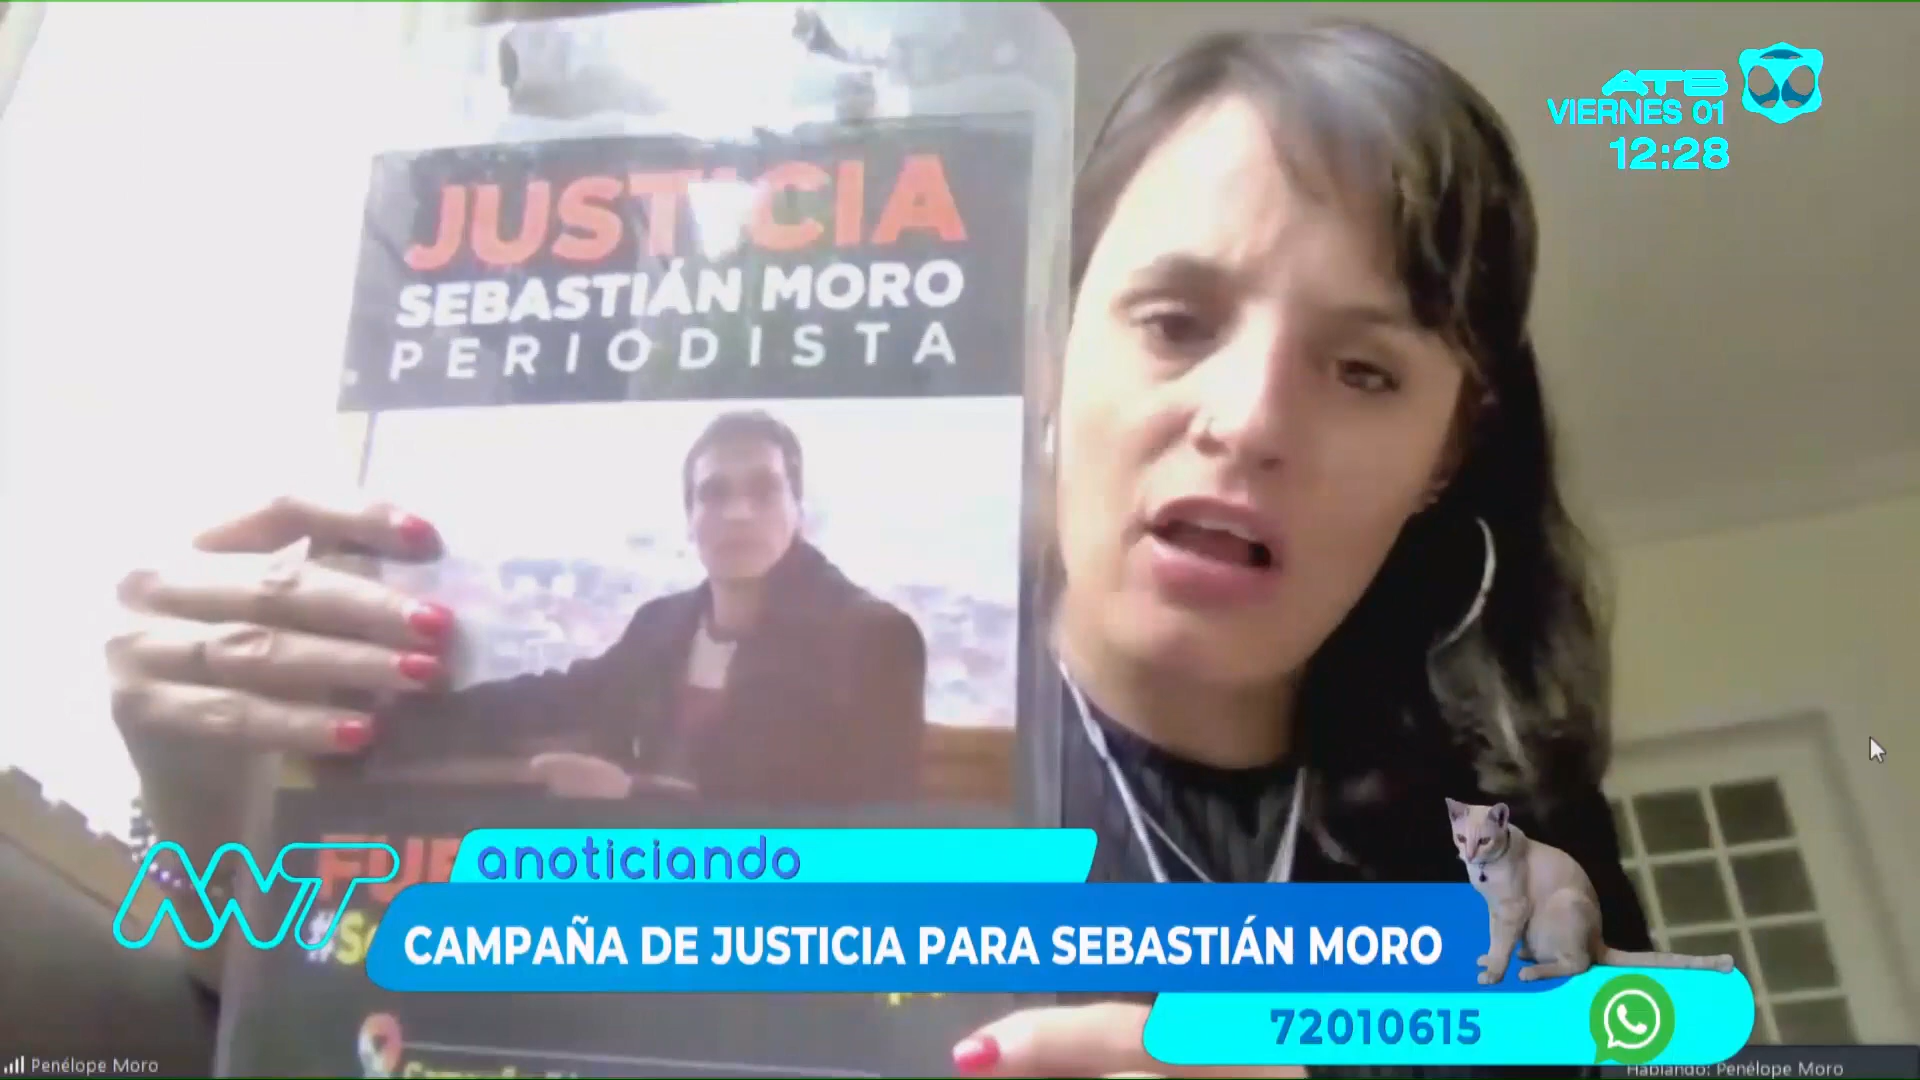 ATB
VIERNES 01
12:28
JUSTICIA
SEBASTIÁN MORO
PERIODISTA
anoticiando
CAMPAÑA DE JUSTICIA PARA SEBASTIÁN MORO
72010615
Penélope Moro
Hablando: Penélope Moro